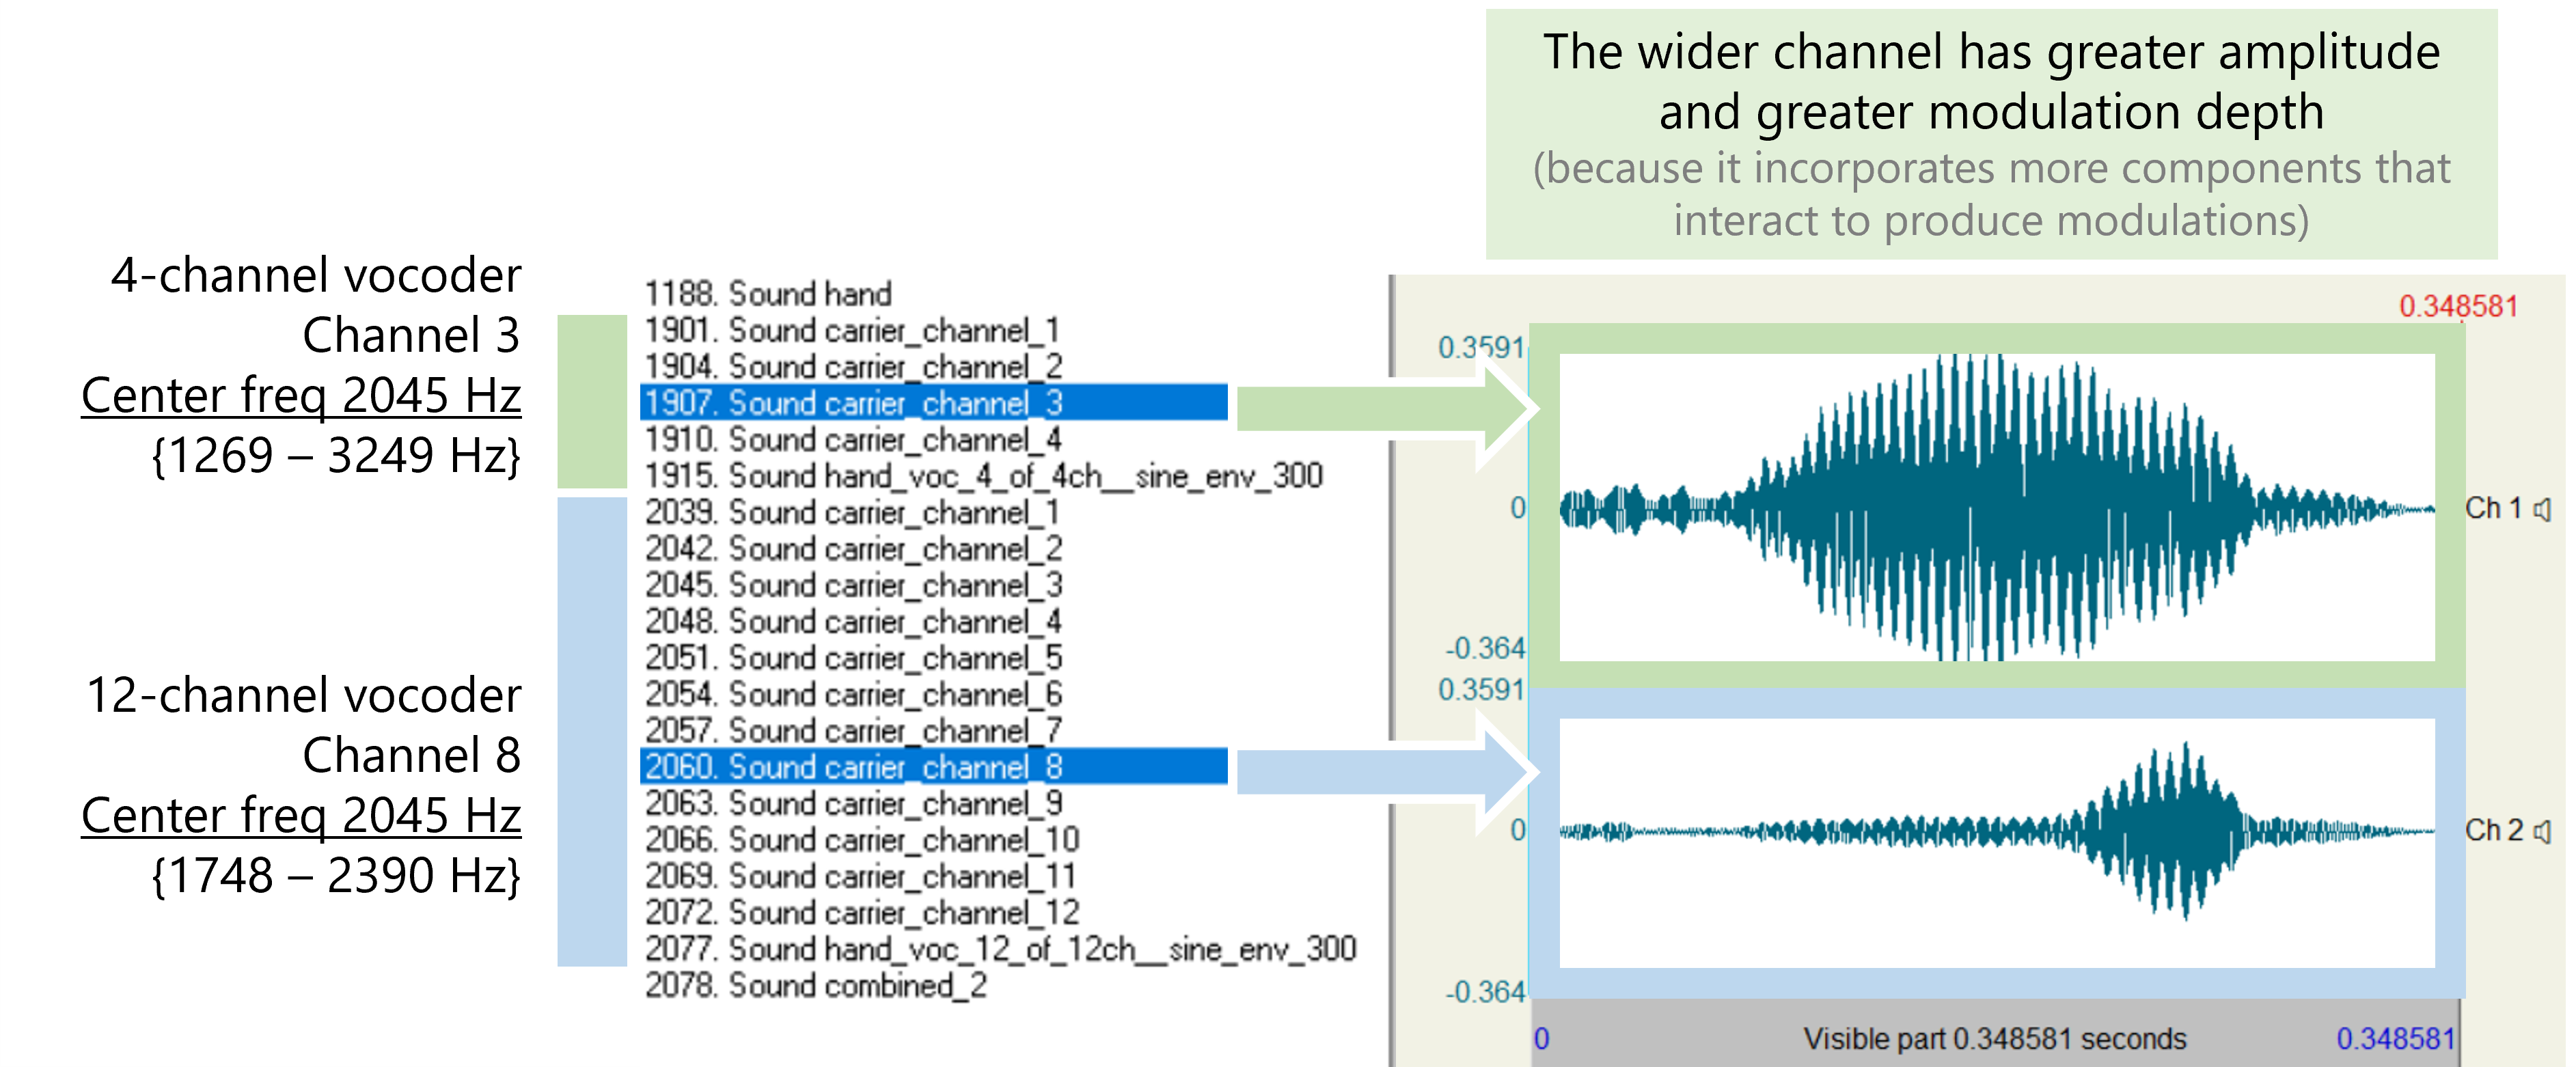 The wider channel has greater amplitude
and greater modulation depth
(because it incorporates more components that
interact to produce modulations)
4-channel vocoder
Channel 3
Center freq 2045 Hz
{1269 – 3249 Hz}
12-channel vocoder
Channel 8
Center freq 2045 Hz
{1748 – 2390 Hz}
1188. Sound hand
1901. Sound carrier_channel_1
1904. Sound carrier_channel_2
1907. Sound carrier_channel_3
1910. Sound carrier_channel_4
1915. Sound hand_voc_4_of_4ch__sine_env_300
2039. Sound carrier_channel_1
2042. Sound carrier_channel_2
2045. Sound carrier_channel_3
2048. Sound carrier_channel_4
2051. Sound carrier_channel_5
2054. Sound carrier_channel_6
2057. Sound carrier_channel_7
2060. Sound carrier_channel_8
2063. Sound carrier_channel_9
2066. Sound carrier_channel_10
2069. Sound carrier_channel_11
2072. Sound carrier_channel_12
2077. Sound hand_voc_12_of_12ch__sine_env_300
2078. Sound combined_2
0.348581
0.3591
0
-0.364
Ch 1
0.3591
0
-0.364
Ch 2
0
Visible part 0.348581 seconds
0.348581